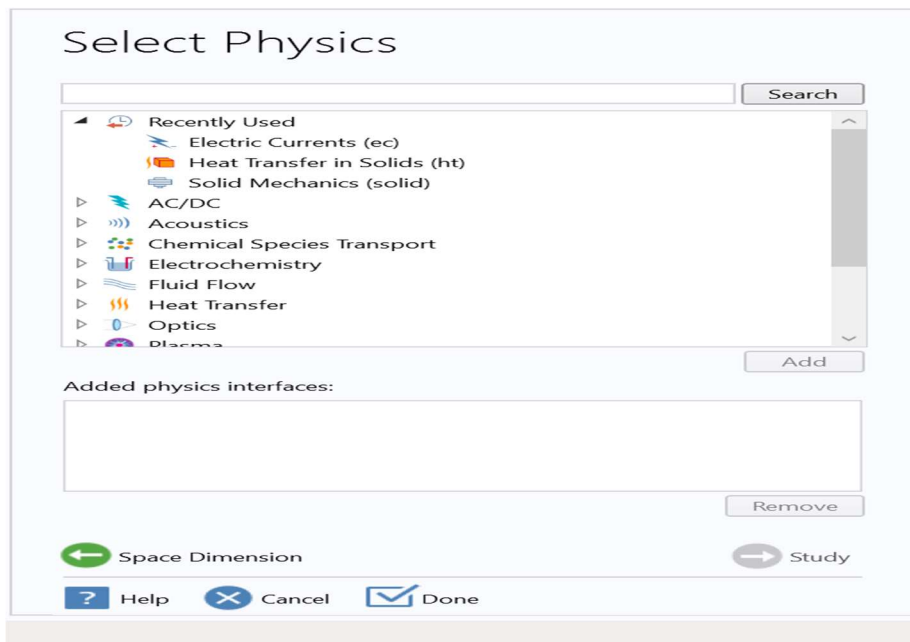 Select Physics
Search
Recently Used
Electric Currents (ec)
Heat Transfer in Solids (ht)
Solid Mechanics (solid)
AC/DC
Acoustics
Chemical Species Transport
Electrochemistry
Fluid Flow
Heat Transfer
Optics
Plasma
Add
Added physics interfaces:
Remove
Space Dimension
Study
? Help
Cancel
Done